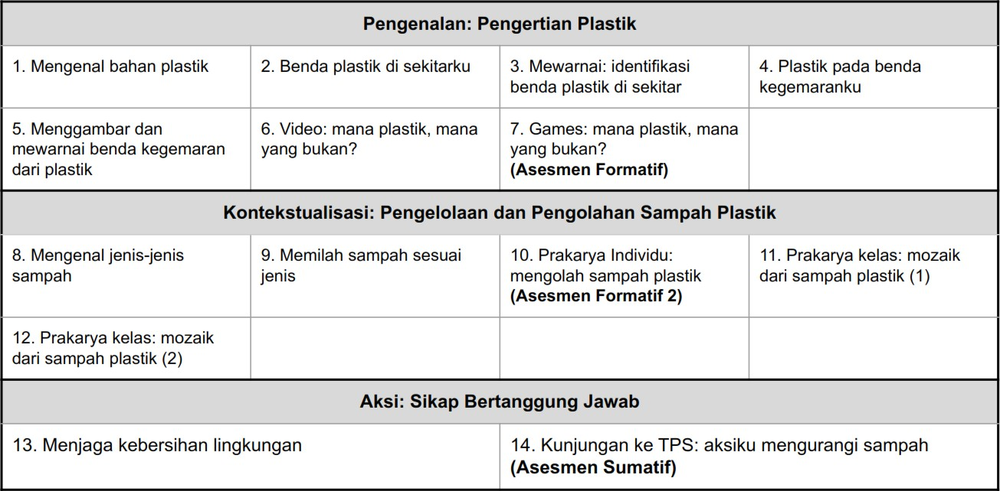 Pengenalan: Pengertian Plastik
1. Mengenal bahan plastik
2. Benda plastik di sekitarku
3. Mewarnai: identifikasi
benda plastik di sekitar
4. Plastik pada benda
kegemaranku
5. Menggambar dan
mewarnai benda kegemaran
dari plastik
6. Video: mana plastik, mana
yang bukan?
7. Games: mana plastik, mana
yang bukan?
(Asesmen Formatif)
Kontekstualisasi: Pengelolaan dan Pengolahan Sampah Plastik
8. Mengenal jenis-jenis
sampah
9. Memilah sampah sesuai
jenis
10. Prakarya Individu:
mengolah sampah plastik
(Asesmen Formatif 2)
11. Prakarya kelas: mozaik
dari sampah plastik (1)
12. Prakarya kelas: mozaik
dari sampah plastik (2)
Aksi: Sikap Bertanggung Jawab
13. Menjaga kebersihan lingkungan
14. Kunjungan ke TPS: aksiku mengurangi sampah
(Asesmen Sumatif)